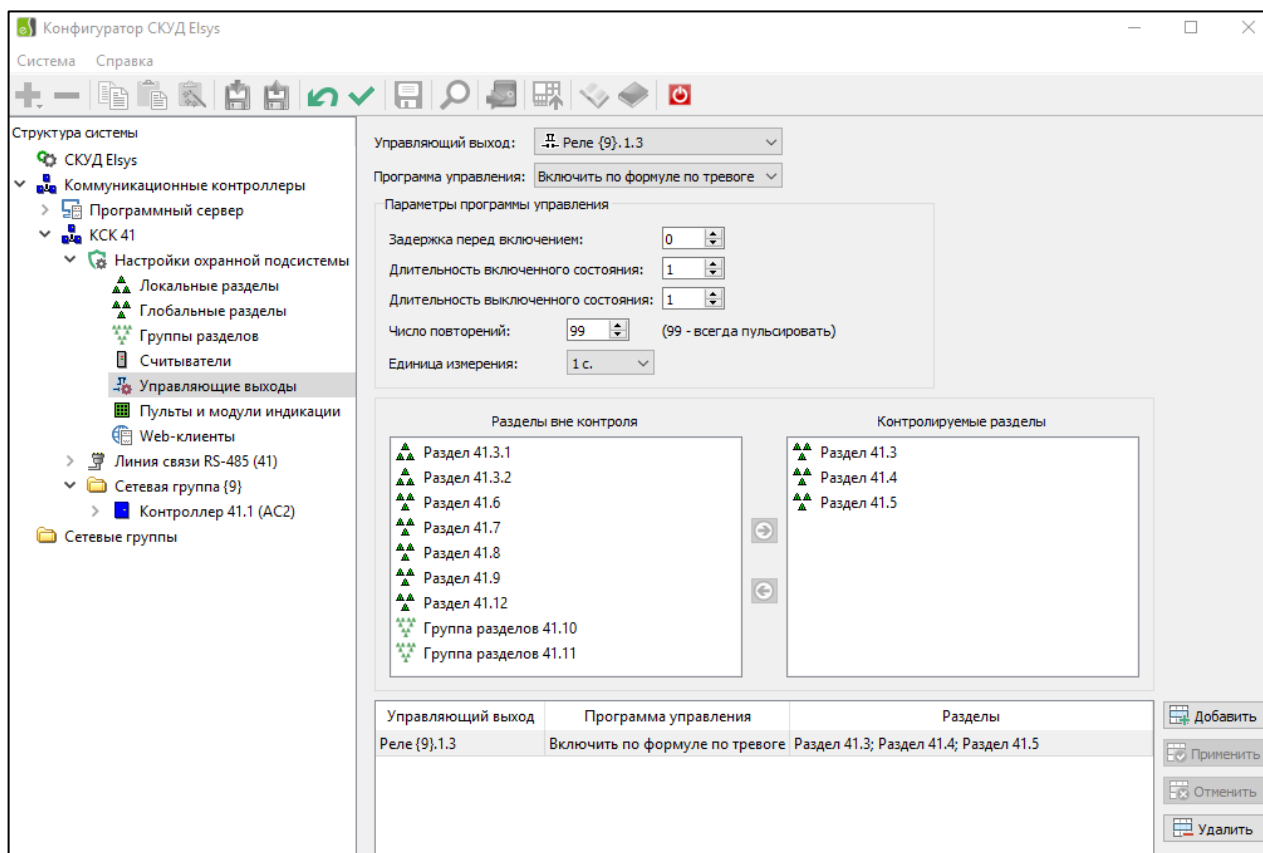 Конфигуратор СКУД Elsys
Система Справка
Структура системы
СКУД Elsys
Коммуникационные контроллеры
Программный сервер
КСК 41
Настройки охранной подсистемы
Локальные разделы
Глобальные разделы
Группы разделов
Считыватели
Управляющие выходы
Пульты и модули индикации
Web-клиенты
Линия связи RS-485 (41)
Сетевая группа {9}
Контроллер 41.1 (AC2)
Сетевые группы
Управляющий выход: Реле {9}.1.3
Программа управления: Включить по формуле по тревоге
Параметры программы управления
Задержка перед включением: 0
Длительность включенного состояния: 1
Длительность выключенного состояния: 1
Число повторений: 99 (99 - всегда пульсировать)
Единица измерения: 1 с.
Разделы вне контроля
Раздел 41.3.1
Раздел 41.3.2
Раздел 41.6
Раздел 41.7
Раздел 41.8
Раздел 41.9
Раздел 41.12
Группа разделов 41.10
Группа разделов 41.11
Контролируемые разделы
Раздел 41.3
Раздел 41.4
Раздел 41.5
Управляющий выход Программа управления Разделы
Реле {9}.1.3 Включить по формуле по тревоге Раздел 41.3; Раздел 41.4; Раздел 41.5
Добавить
Применить
Отменить
Удалить